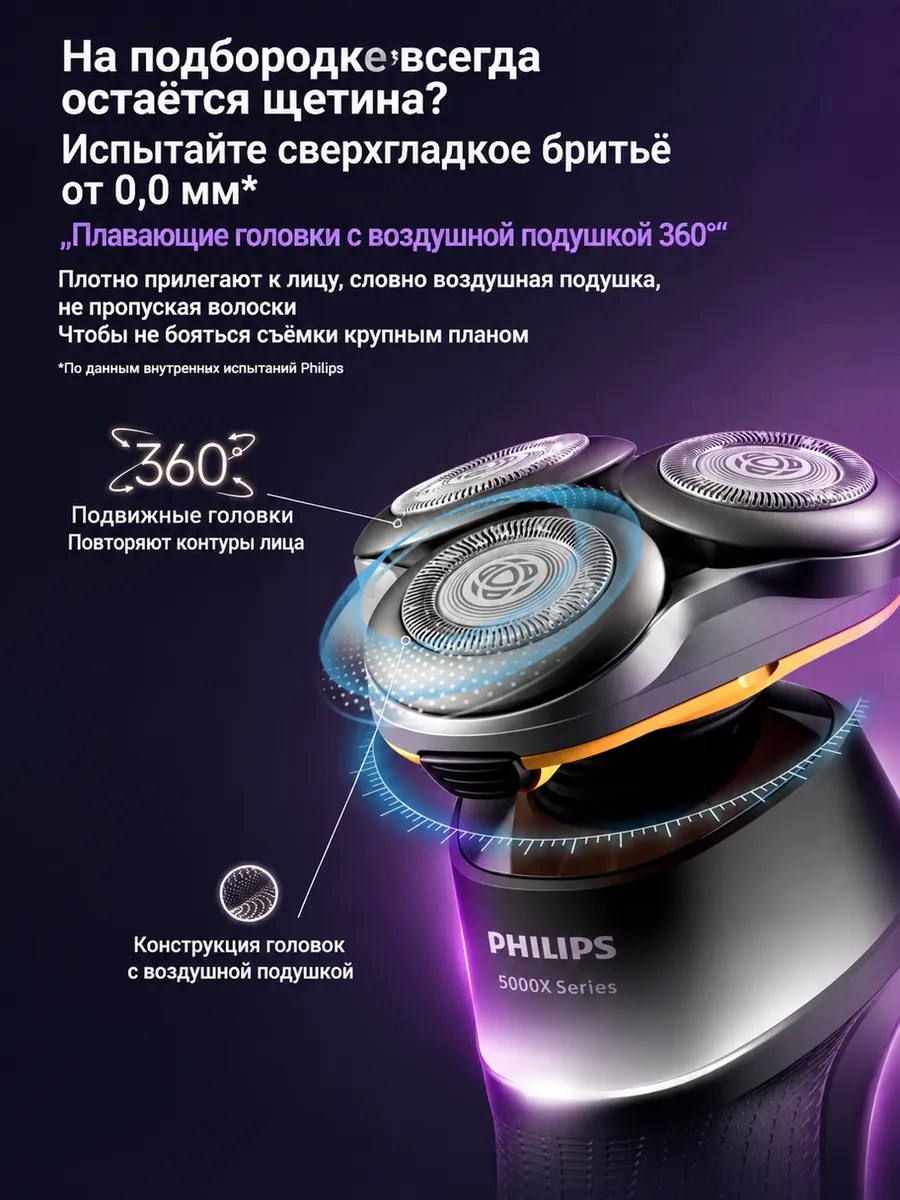 На подбородке всегда
остаётся щетина?
Испытайте сверхгладкое бритьё
от 0,0 мм*
„Плавающие головки с воздушной подушкой 360°“
Плотно прилегают к лицу, словно воздушная подушка,
не пропуская волоски
Чтобы не бояться съёмки крупным планом
*По данным внутренних испытаний Philips
360°
Подвижные головки
Повторяют контуры лица
Конструкция головок
с воздушной подушкой
PHILIPS
5000X Series